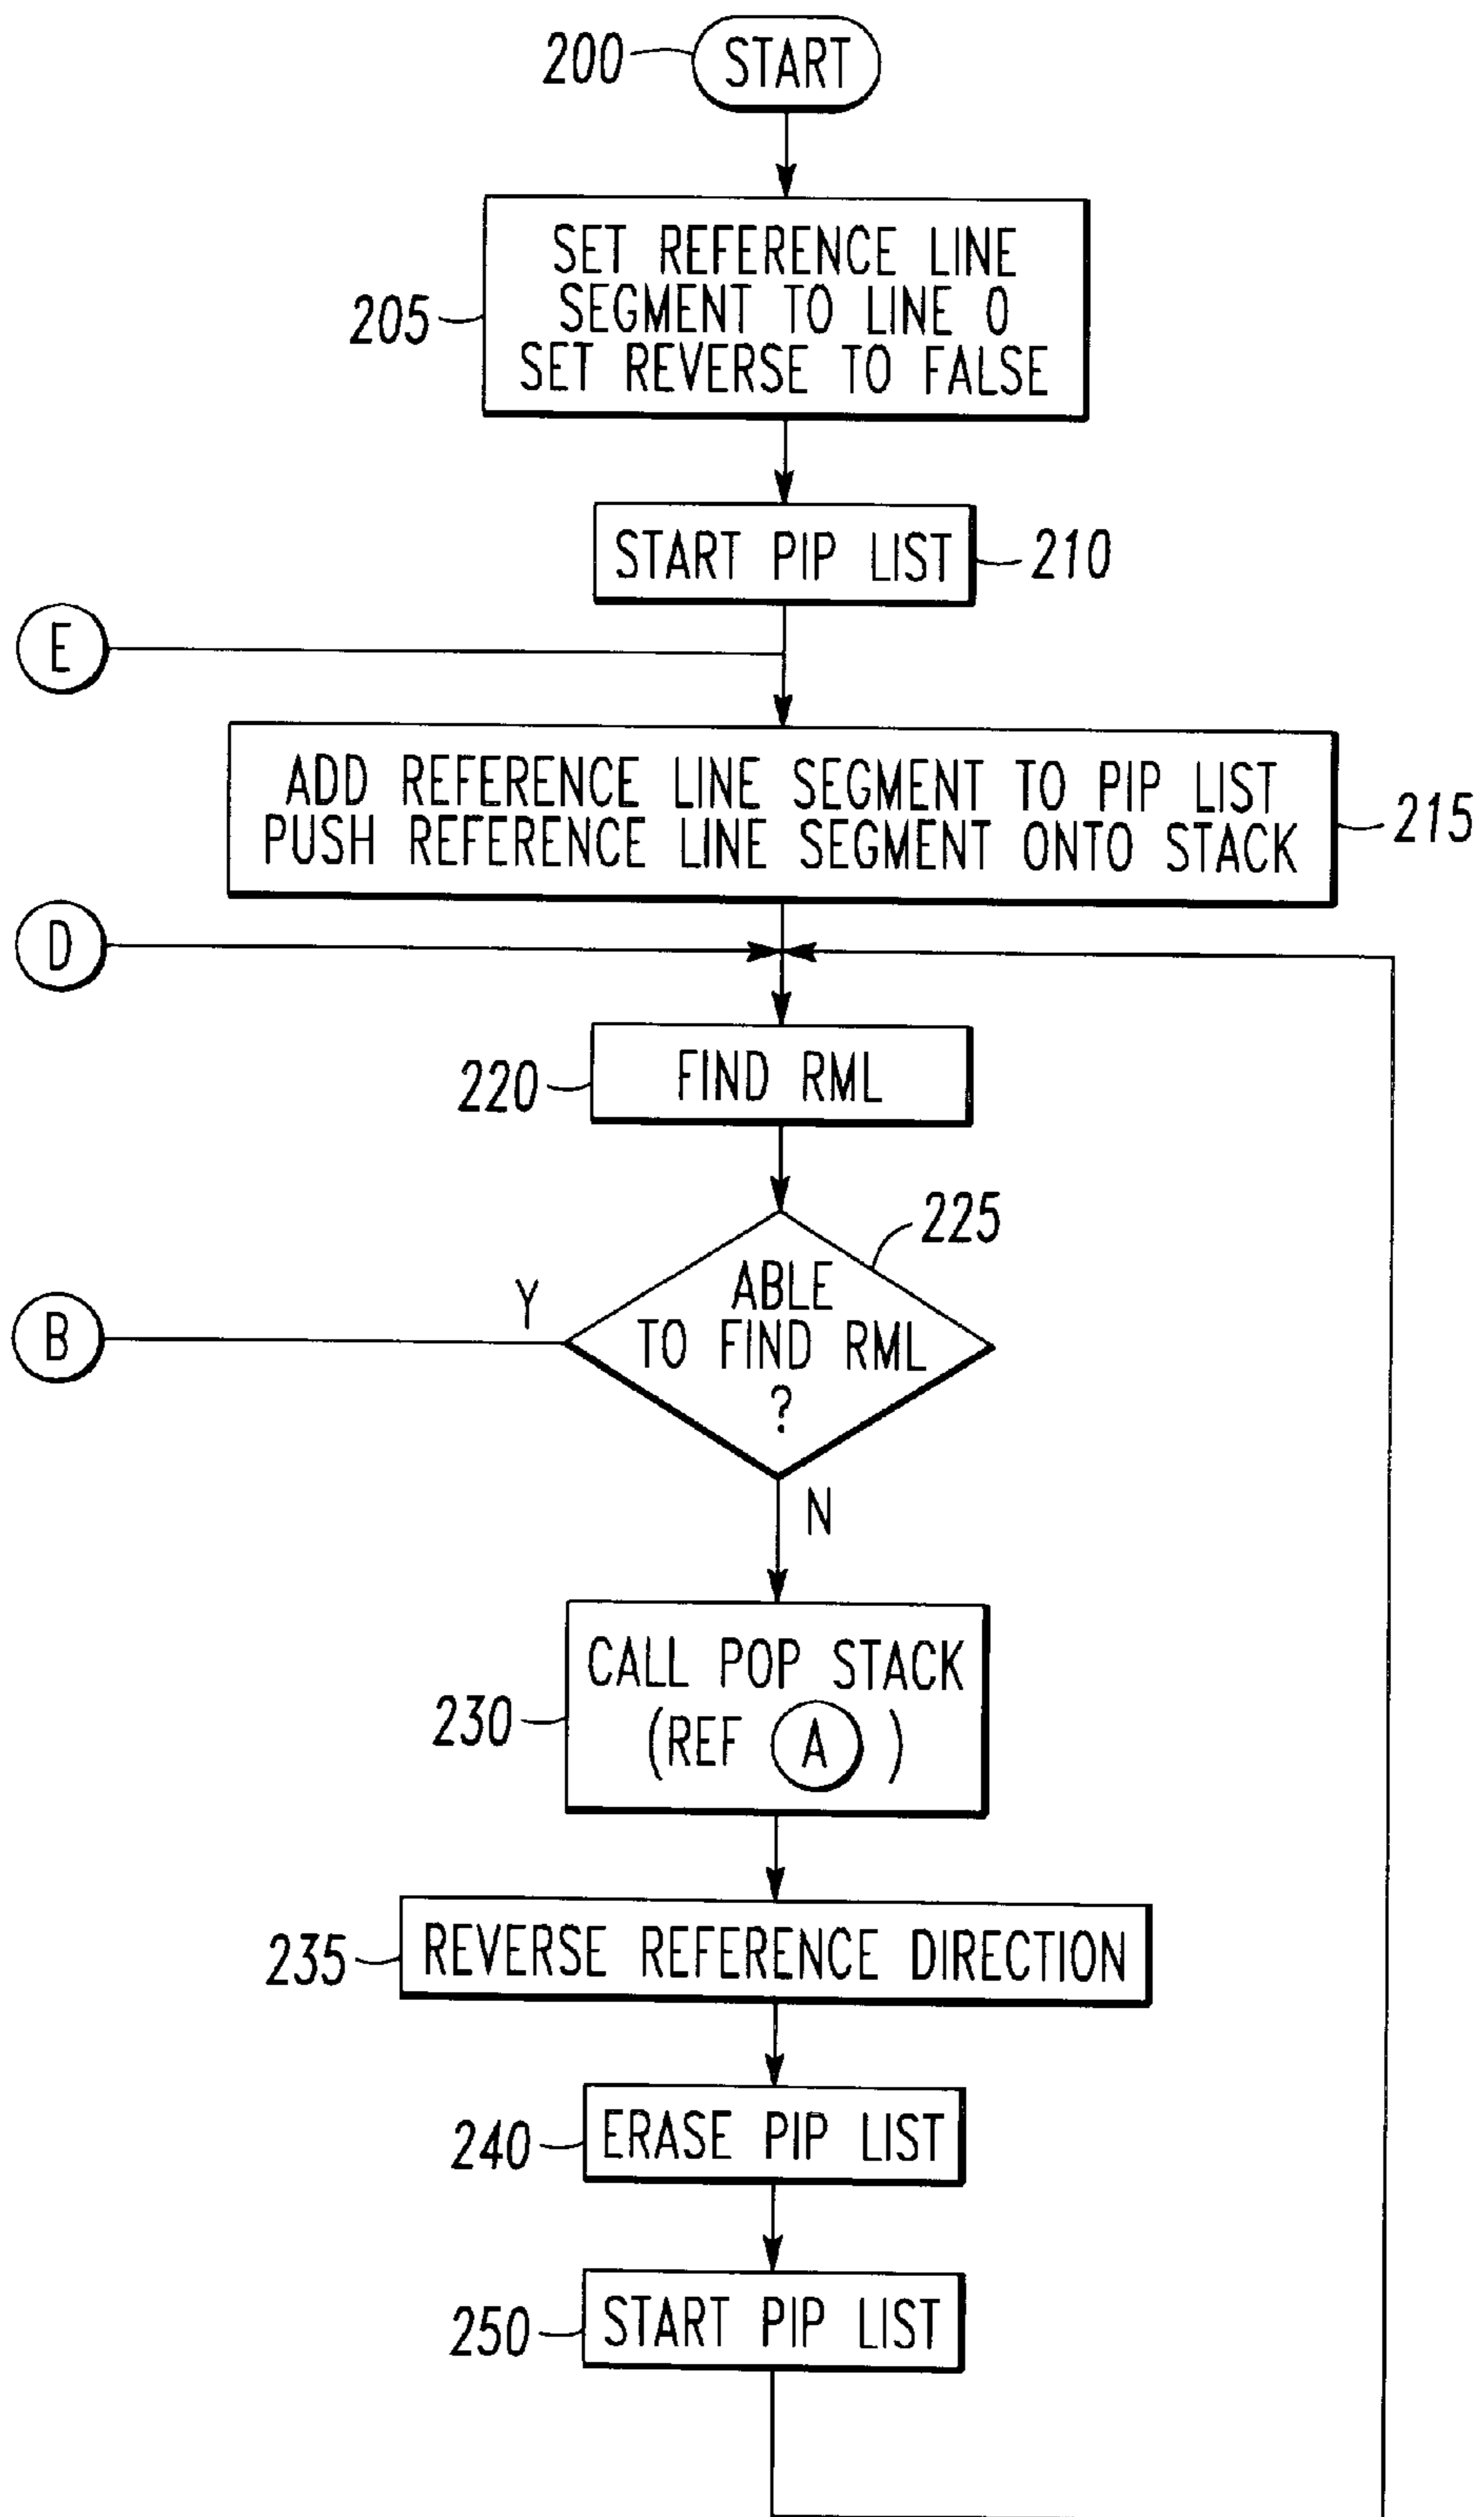 200
START
SET REFERENCE LINE
SEGMENT TO LINE 0
SET REVERSE TO FALSE
205
START PIP LIST
210
E
ADD REFERENCE LINE SEGMENT TO PIP LIST
PUSH REFERENCE LINE SEGMENT ONTO STACK
215
D
FIND RML
220
225
ABLE
TO FIND RML
?
Y
B
N
CALL POP STACK
(REF A)
230
REVERSE REFERENCE DIRECTION
235
ERASE PIP LIST
240
START PIP LIST
250